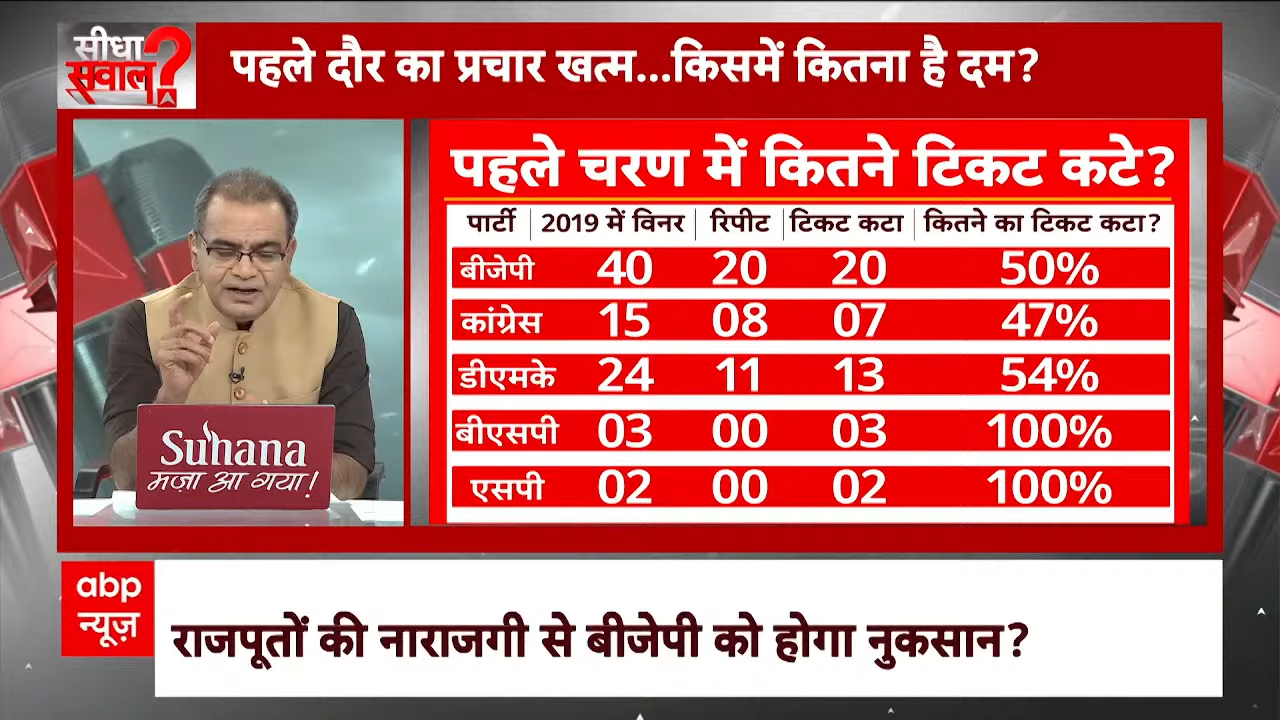 सीधा
सवाल?
पहले दौर का प्रचार खत्म...किसमें कितना है दम?
पहले चरण में कितने टिकट कटे?
पार्टी 2019 में विनर रिपीट टिकट कटा कितने का टिकट कटा?
बीजेपी 40 20 20 50%
कांग्रेस 15 08 07 47%
डीएमके 24 11 13 54%
बीएसपी 03 00 03 100%
एसपी 02 00 02 100%
Suhana
मज़ा आ गया!
abp
न्यूज़
राजपूतों की नाराजगी से बीजेपी को होगा नुकसान?